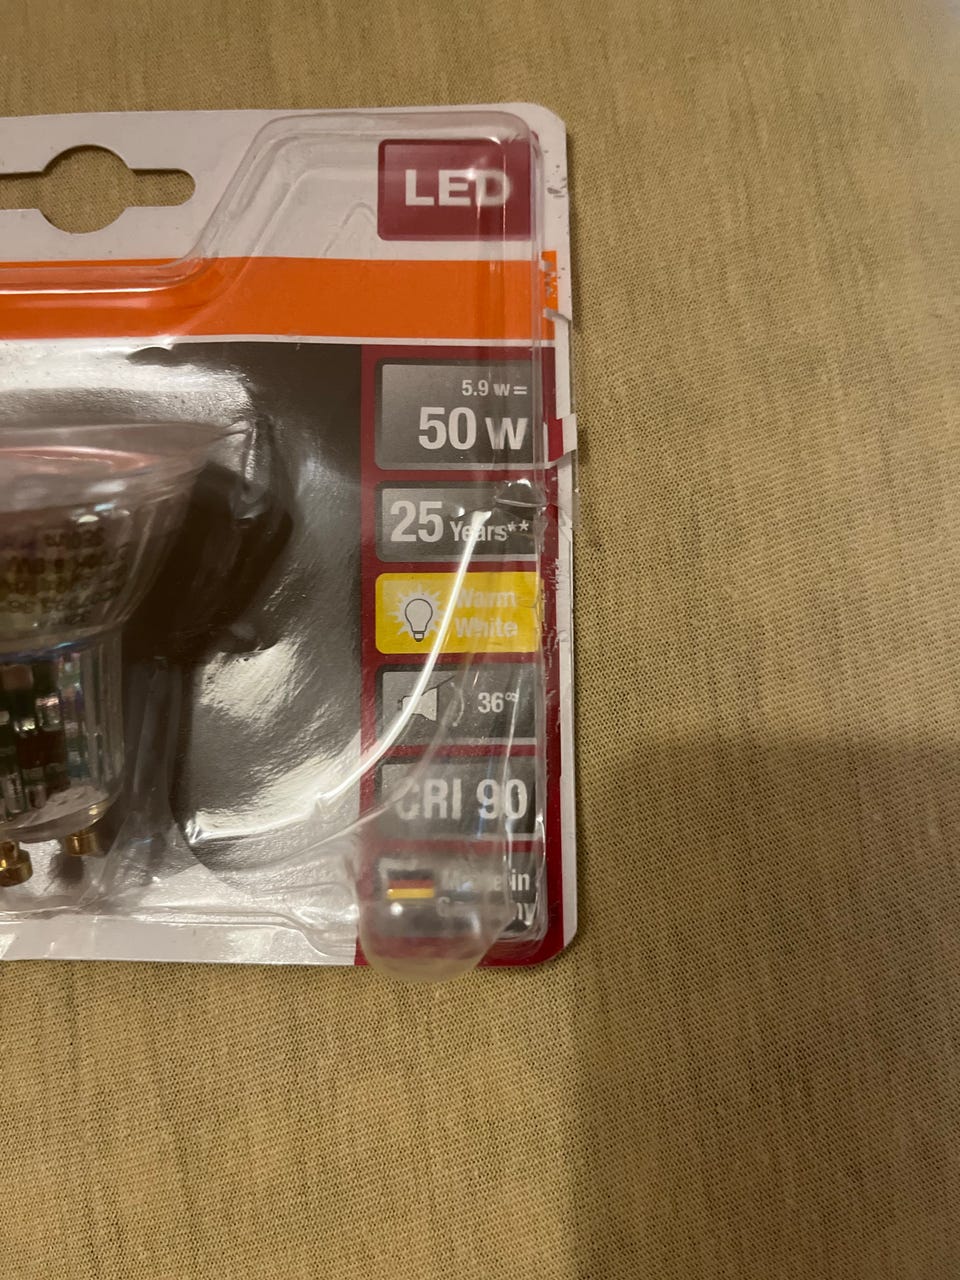 LED
5.9 W=
50 W
25 Years**
Warm
White
36°
CRI 90
Made in
Germany